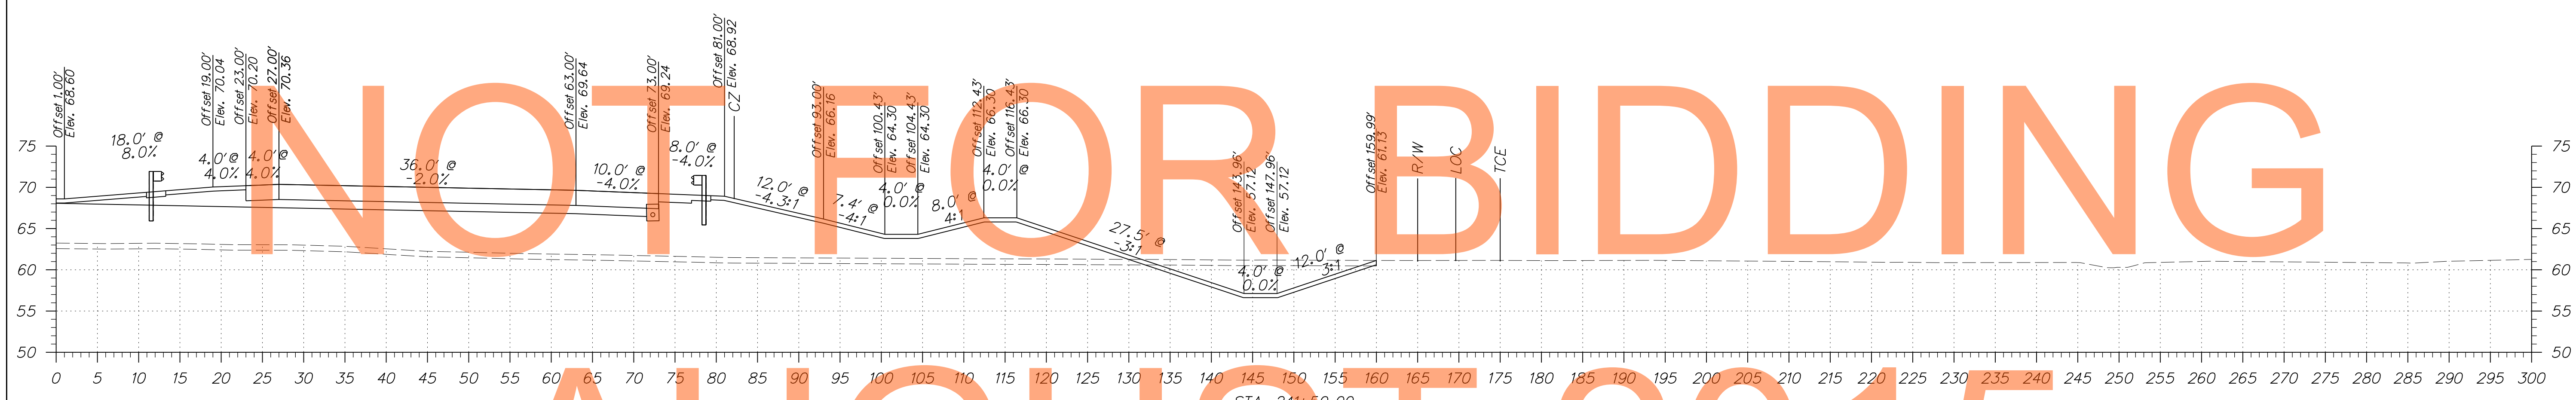 Offset 1.00'
Elev. 68.60
Offset 19.00'
Elev. 70.04
Offset 23.00'
Elev. 70.20
Offset 27.00'
Elev. 70.36
Offset 63.00'
Elev. 69.64
Offset 73.00'
Elev. 69.24
Offset 81.00'
Elev. 68.92
CZ
Offset 93.00'
Elev. 66.16
Offset 100.43'
Elev. 64.30
Offset 104.43'
Elev. 64.30
Offset 112.43'
Elev. 66.30
Offset 116.43'
Elev. 66.30
Offset 143.96'
Elev. 57.12
Offset 147.96'
Elev. 57.12
Offset 159.99'
Elev. 61.13
R/W
LOC
TCE
18.0' @
8.0%
4.0' @
4.0%
4.0' @
4.0%
36.0' @
-2.0%
10.0' @
-4.0%
8.0' @
-4.0%
12.0' @
-4.3:1
7.4' @
-4:1
4.0' @
0.0%
8.0' @
4:1
4.0' @
0.0%
27.5' @
-3:1
4.0' @
0.0%
12.0' @
3:1
NOT FOR BIDDING
75
70
65
60
55
50
75
70
65
60
55
50
0 5 10 15 20 25 30 35 40 45 50 55 60 65 70 75 80 85 90 95 100 105 110 115 120 125 130 135 140 145 150 155 160 165 170 175 180 185 190 195 200 205 210 215 220 225 230 235 240 245 250 255 260 265 270 275 280 285 290 295 300